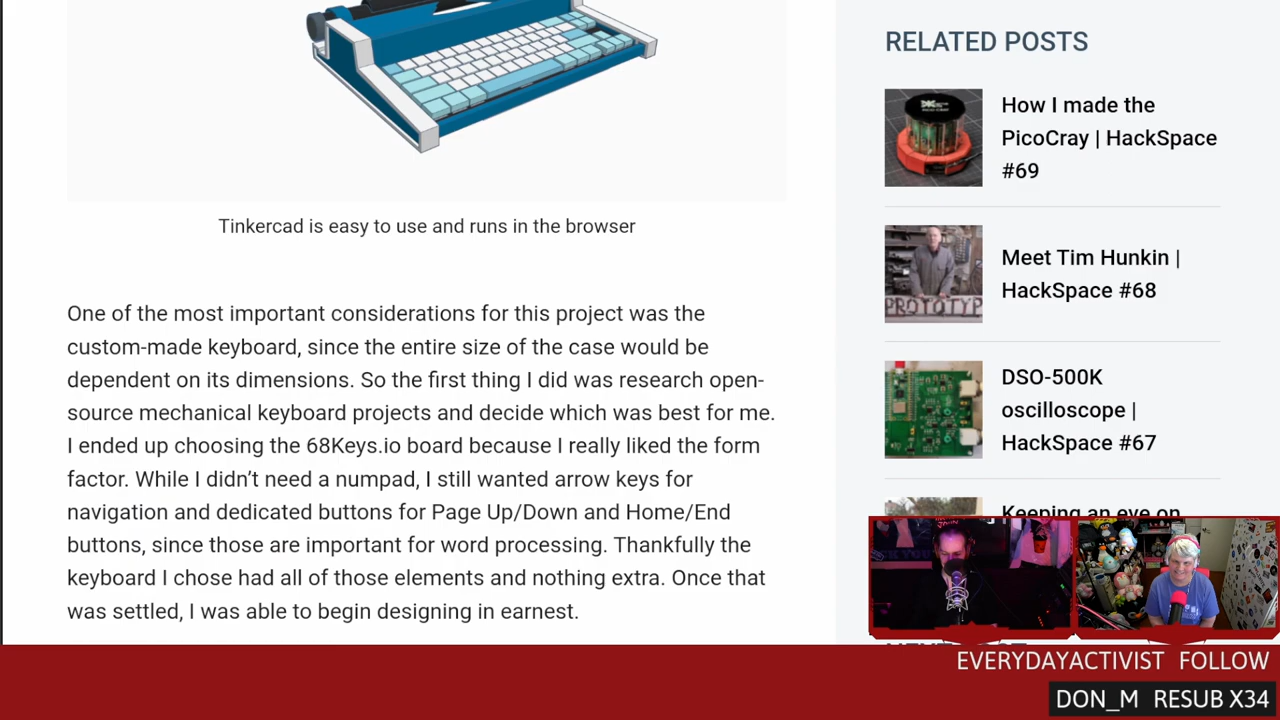 Tinkercad is easy to use and runs in the browser
One of the most important considerations for this project was the
custom-made keyboard, since the entire size of the case would be
dependent on its dimensions. So the first thing I did was research open-
source mechanical keyboard projects and decide which was best for me.
I ended up choosing the 68Keys.io board because I really liked the form
factor. While I didn’t need a numpad, I still wanted arrow keys for
navigation and dedicated buttons for Page Up/Down and Home/End
buttons, since those are important for word processing. Thankfully the
keyboard I chose had all of those elements and nothing extra. Once that
was settled, I was able to begin designing in earnest.
RELATED POSTS
How I made the
PicoCray | HackSpace
#69
Meet Tim Hunkin |
HackSpace #68
PROTOTYP
DSO-500K
oscilloscope |
HackSpace #67
Keeping an eye on
EVERYDAYACTIVIST FOLLOW
DON_M RESUB X34